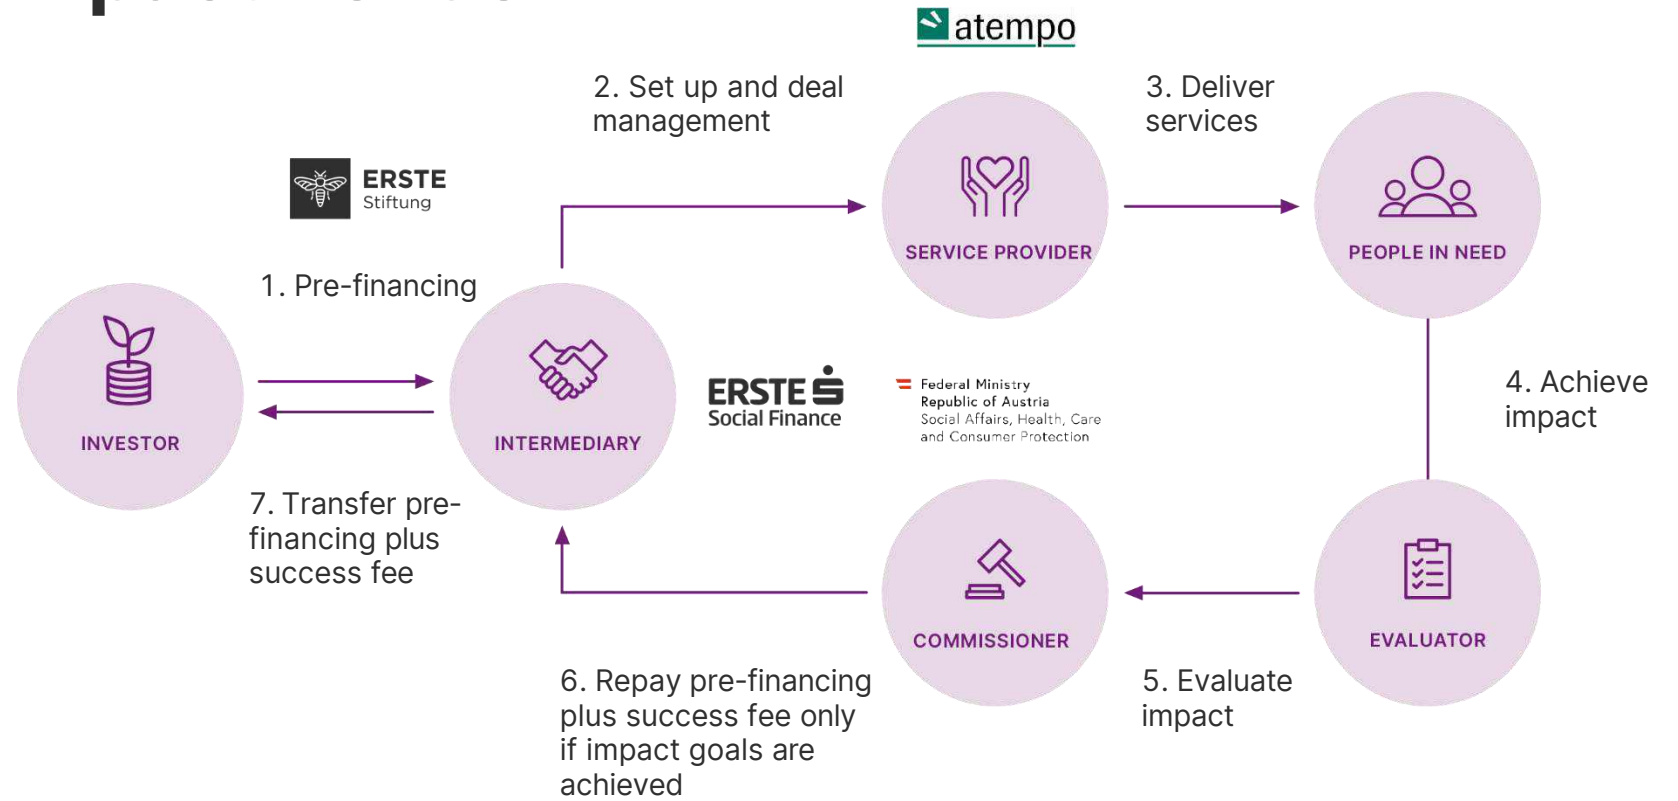 atempo
2. Set up and deal
management
3. Deliver
services
ERSTE
Stiftung
SERVICE PROVIDER
PEOPLE IN NEED
1. Pre-financing
INVESTOR
INTERMEDIARY
ERSTE
Social Finance
Federal Ministry
Republic of Austria
Social Affairs, Health, Care
and Consumer Protection
4. Achieve
impact
7. Transfer pre-
financing plus
success fee
COMMISSIONER
EVALUATOR
6. Repay pre-financing
plus success fee only
if impact goals are
achieved
5. Evaluate
impact